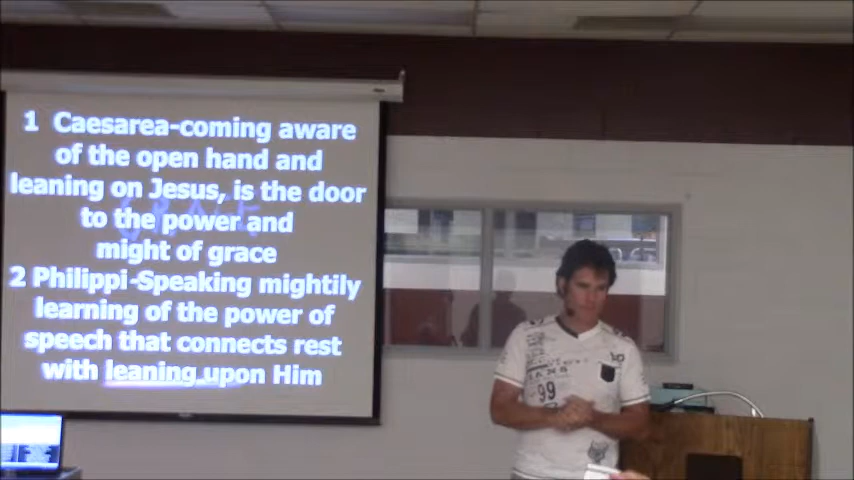 1 Caesarea-coming aware
of the open hand and
leaning on Jesus, is the door
to the power and
might of grace
2 Philippi-Speaking mightily
learning of the power of
speech that connects rest
with leaning upon Him
99